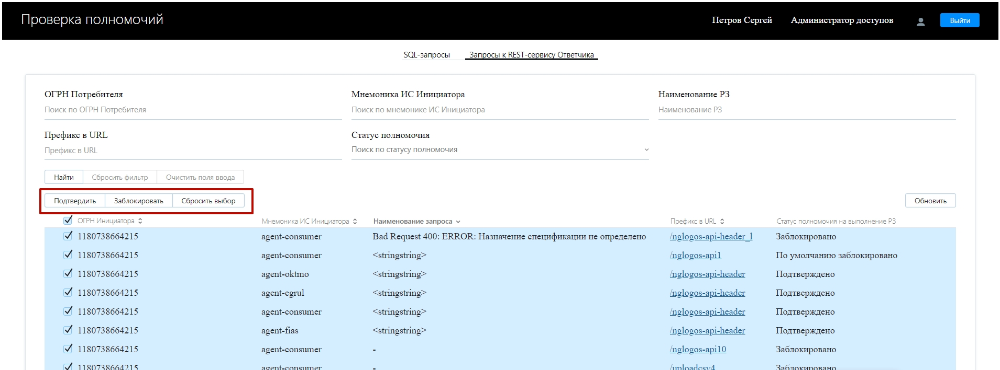 Проверка полномочий Петров Сергей Администратор доступов Выйти
SQL-запросы Запросы к REST-сервису Ответчика
ОГРН Потребителя Мнемоника ИС Инициатора Наименование РЗ
Поиск по ОГРН Потребителя Поиск по мнемонике ИС Инициатора Наименование РЗ
Префикс в URL Статус полномочия
Префикс в URL Поиск по статусу полномочия
Найти Сбросить фильтр Очистить поля ввода
Подтвердить Заблокировать Сбросить выбор Обновить
ОГРН Инициатора Мнемоника ИС Инициатора Наименование запроса Префикс в URL Статус полномочия на выполнение РЗ
1180738664215 agent-consumer Bad Request 400: ERROR: Назначение спецификации не определено /nglogos-api-header_l Заблокировано
1180738664215 agent-consumer <stringstring> /nglogos-api1 По умолчанию заблокировано
1180738664215 agent-oktmo <stringstring> /nglogos-api-header Подтверждено
1180738664215 agent-egrul <stringstring> /nglogos-api-header Подтверждено
1180738664215 agent-consumer <stringstring> /nglogos-api-header Подтверждено
1180738664215 agent-fias <stringstring> /nglogos-api-header Подтверждено
1180738664215 agent-consumer - /nglogos-api10 Заблокировано
1180738664215 agent-consumer - /uploadcsv4 Заблокировано